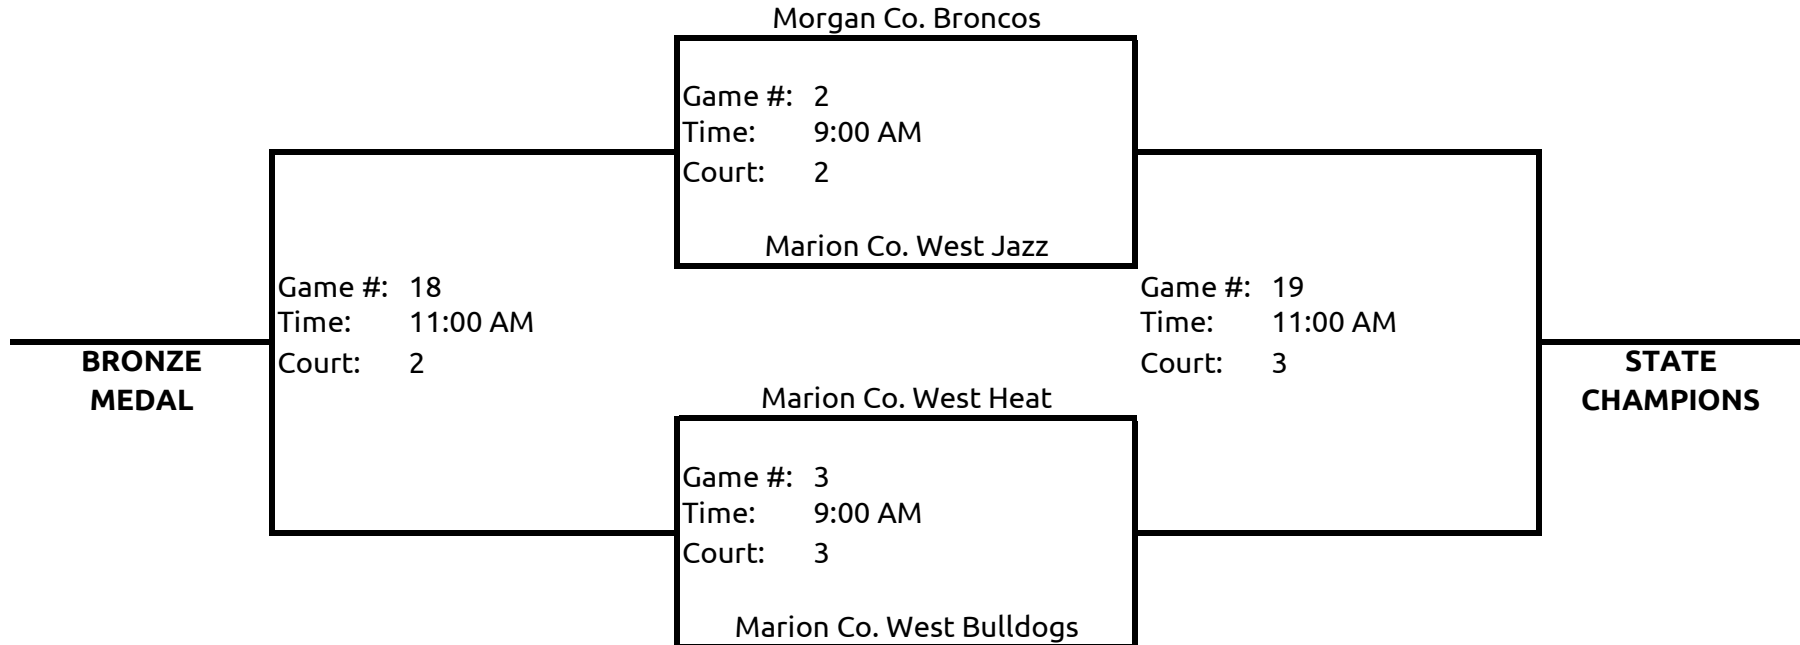 Morgan Co. Broncos
Game #: 2
Time: 9:00 AM
Court: 2
Marion Co. West Jazz
Game #: 18
Time: 11:00 AM
Court: 2
BRONZE
MEDAL
Game #: 19
Time: 11:00 AM
Court: 3
STATE
CHAMPIONS
Marion Co. West Heat
Game #: 3
Time: 9:00 AM
Court: 3
Marion Co. West Bulldogs